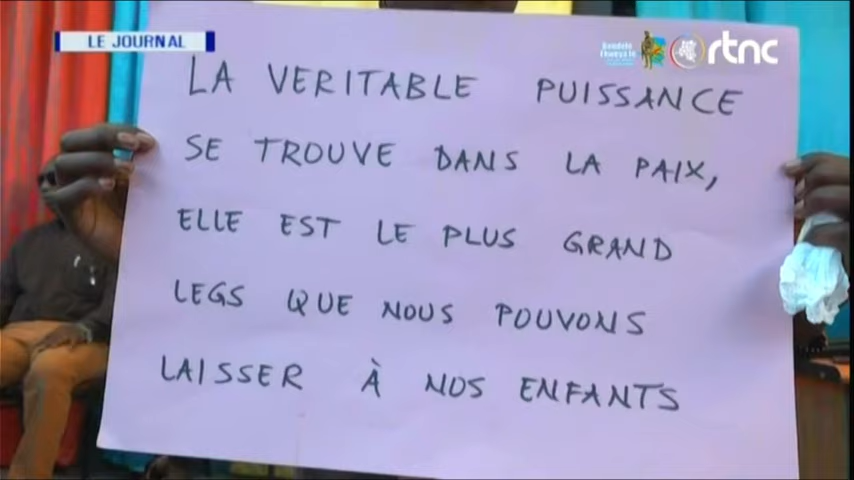 LE JOURNAL
rtnc
LA VERITABLE PUISSANCE
SE TROUVE DANS LA PAIX,
ELLE EST LE PLUS GRAND
LEGS QUE NOUS POUVONS
LAISSER À NOS ENFANTS